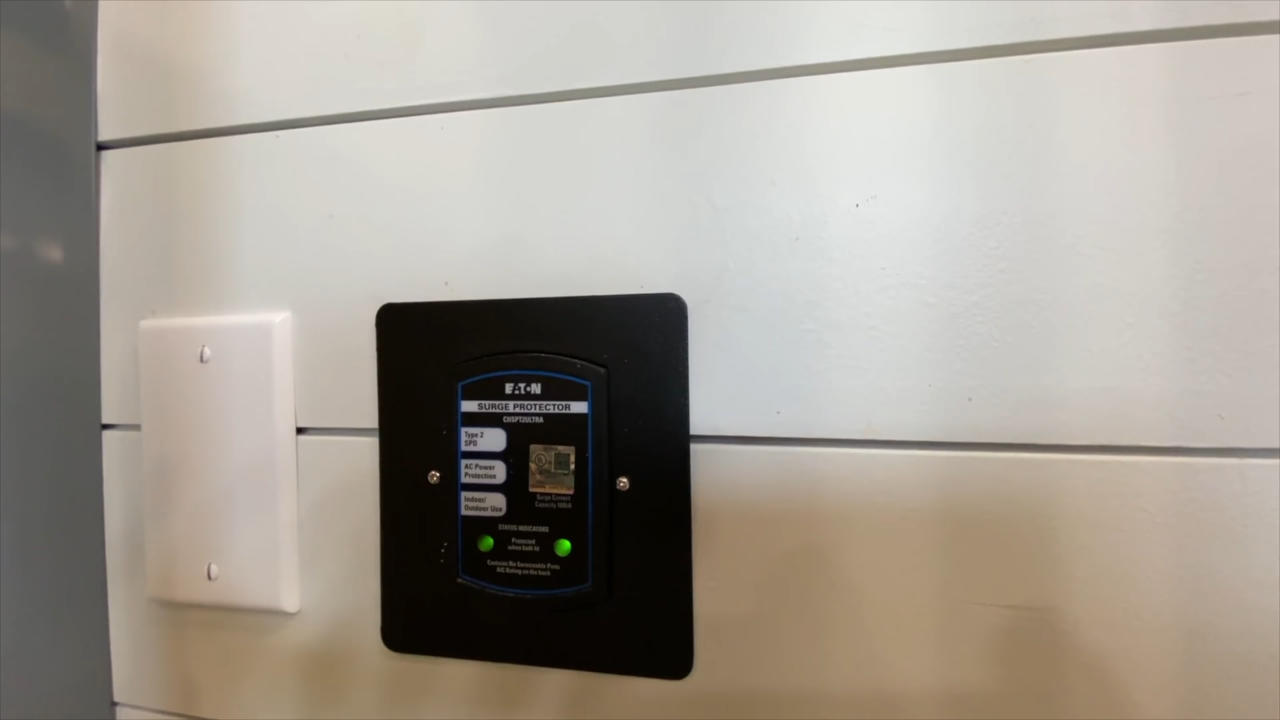 EATON
SURGE PROTECTOR
CHSPT2ULTRA
Type 2
SPD
AC Power
Protection
Indoor/
Outdoor Use
Surge Current
Capacity 108kA
STATUS INDICATORS
Protected
when both lit
Contains No Serviceable Parts
AIC Rating on the back